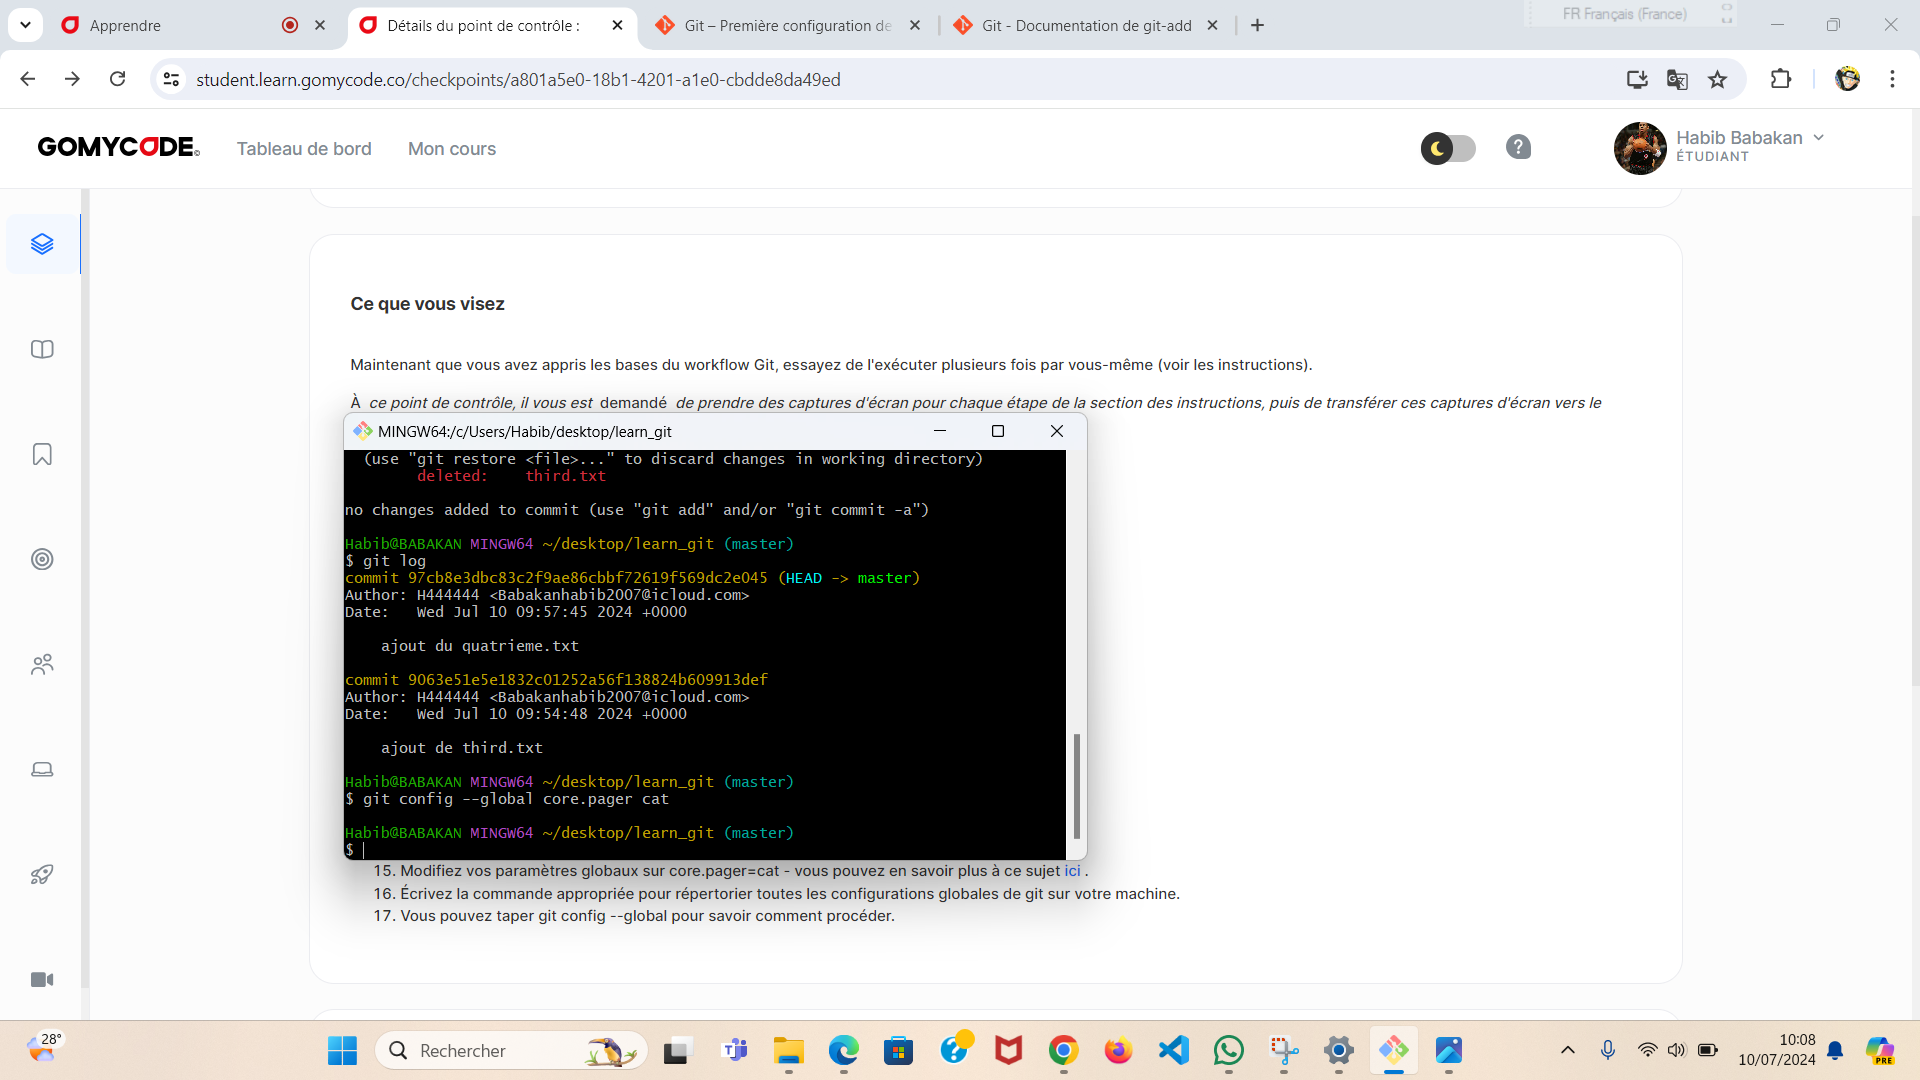 Apprendre
Détails du point de contrôle :
Git – Première configuration de
Git - Documentation de git-add
FR Français (France)
student.learn.gomycode.co/checkpoints/a801a5e0-18b1-4201-a1e0-cbdde8da49ed
GOMYCODE
Tableau de bord
Mon cours
Habib Babakan
ÉTUDIANT
Ce que vous visez
Maintenant que vous avez appris les bases du workflow Git, essayez de l'exécuter plusieurs fois par vous-même (voir les instructions).
À ce point de contrôle, il vous est demandé de prendre des captures d'écran pour chaque étape de la section des instructions, puis de transférer ces captures d'écran vers le
MINGW64:/c/Users/Habib/desktop/learn_git
(use "git restore <file>..." to discard changes in working directory)
deleted: third.txt
no changes added to commit (use "git add" and/or "git commit -a")
Habib@BABAKAN MINGW64 ~/desktop/learn_git (master)
$ git log
commit 97cb8e3dbc83c2f9ae86cbbf72619f569dc2e045 (HEAD -> master)
Author: H444444 <Babakanhabib2007@icloud.com>
Date: Wed Jul 10 09:57:45 2024 +0000
ajout du quatrieme.txt
commit 9063e51e5e1832c01252a56f138824b609913def
Author: H444444 <Babakanhabib2007@icloud.com>
Date: Wed Jul 10 09:54:48 2024 +0000
ajout de third.txt
Habib@BABAKAN MINGW64 ~/desktop/learn_git (master)
$ git config --global core.pager cat
Habib@BABAKAN MINGW64 ~/desktop/learn_git (master)
$
15. Modifiez vos paramètres globaux sur core.pager=cat - vous pouvez en savoir plus à ce sujet ici .
16. Écrivez la commande appropriée pour répertorier toutes les configurations globales de git sur votre machine.
17. Vous pouvez taper git config --global pour savoir comment procéder.
28°
Rechercher
10:08
10/07/2024
PRE